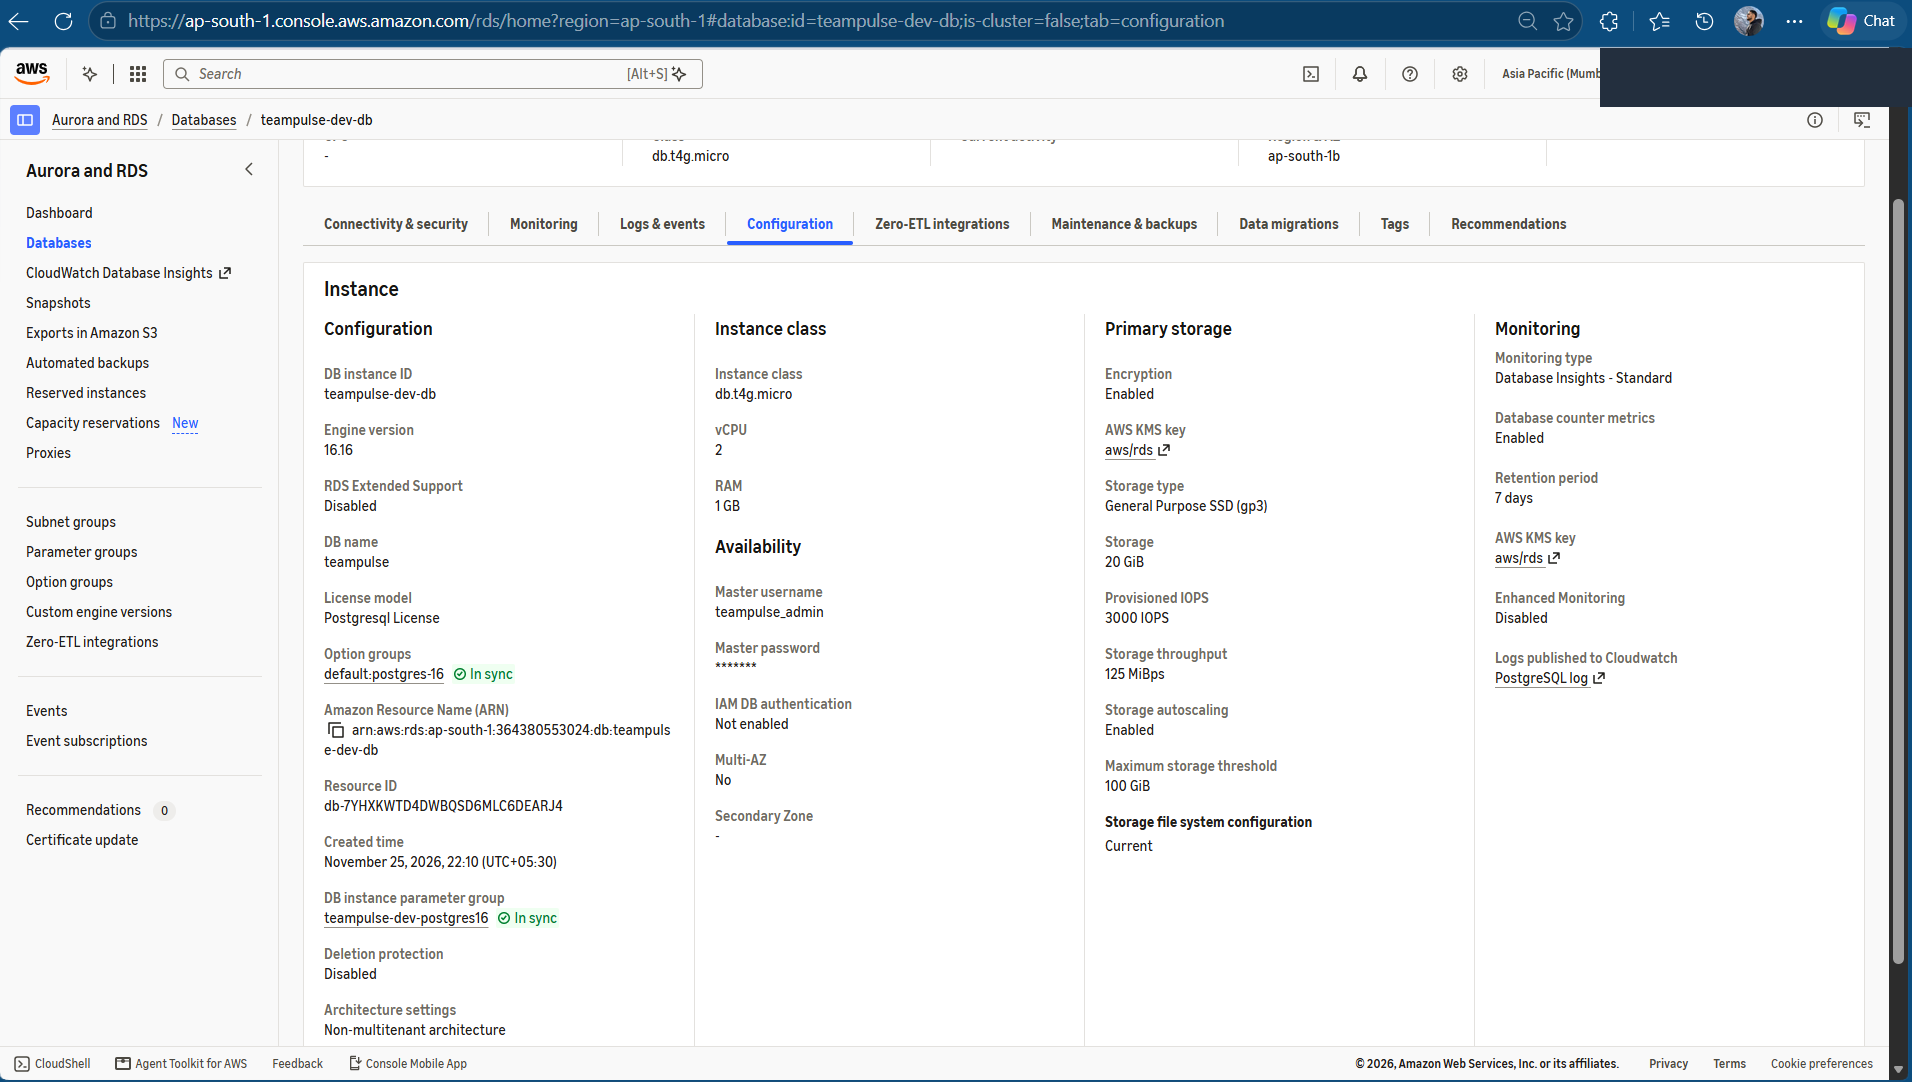 https://ap-south-1.console.aws.amazon.com/rds/home?region=ap-south-1#database:id=teampulse-dev-db;is-cluster=false;tab=configuration
Chat
aws
Search
[Alt+S]
Asia Pacific (Mumb
Aurora and RDS / Databases / teampulse-dev-db
Aurora and RDS
Dashboard
Databases
CloudWatch Database Insights
Snapshots
Exports in Amazon S3
Automated backups
Reserved instances
Capacity reservations New
Proxies
Subnet groups
Parameter groups
Option groups
Custom engine versions
Zero-ETL integrations
Events
Event subscriptions
Recommendations 0
Certificate update
-
db.t4g.micro
ap-south-1b
Connectivity & security
Monitoring
Logs & events
Configuration
Zero-ETL integrations
Maintenance & backups
Data migrations
Tags
Recommendations
Instance
Configuration
DB instance ID
teampulse-dev-db
Engine version
16.16
RDS Extended Support
Disabled
DB name
teampulse
License model
Postgresql License
Option groups
default:postgres-16 In sync
Amazon Resource Name (ARN)
arn:aws:rds:ap-south-1:364380553024:db:teampuls
e-dev-db
Resource ID
db-7YHXKWTD4DWBQSD6MLC6DEARJ4
Created time
November 25, 2026, 22:10 (UTC+05:30)
DB instance parameter group
teampulse-dev-postgres16 In sync
Deletion protection
Disabled
Architecture settings
Non-multitenant architecture
Instance class
Instance class
db.t4g.micro
vCPU
2
RAM
1 GB
Availability
Master username
teampulse_admin
Master password
*******
IAM DB authentication
Not enabled
Multi-AZ
No
Secondary Zone
-
Primary storage
Encryption
Enabled
AWS KMS key
aws/rds
Storage type
General Purpose SSD (gp3)
Storage
20 GiB
Provisioned IOPS
3000 IOPS
Storage throughput
125 MiBps
Storage autoscaling
Enabled
Maximum storage threshold
100 GiB
Storage file system configuration
Current
Monitoring
Monitoring type
Database Insights - Standard
Database counter metrics
Enabled
Retention period
7 days
AWS KMS key
aws/rds
Enhanced Monitoring
Disabled
Logs published to Cloudwatch
PostgreSQL log
CloudShell
Agent Toolkit for AWS
Feedback
Console Mobile App
© 2026, Amazon Web Services, Inc. or its affiliates.
Privacy
Terms
Cookie preferences